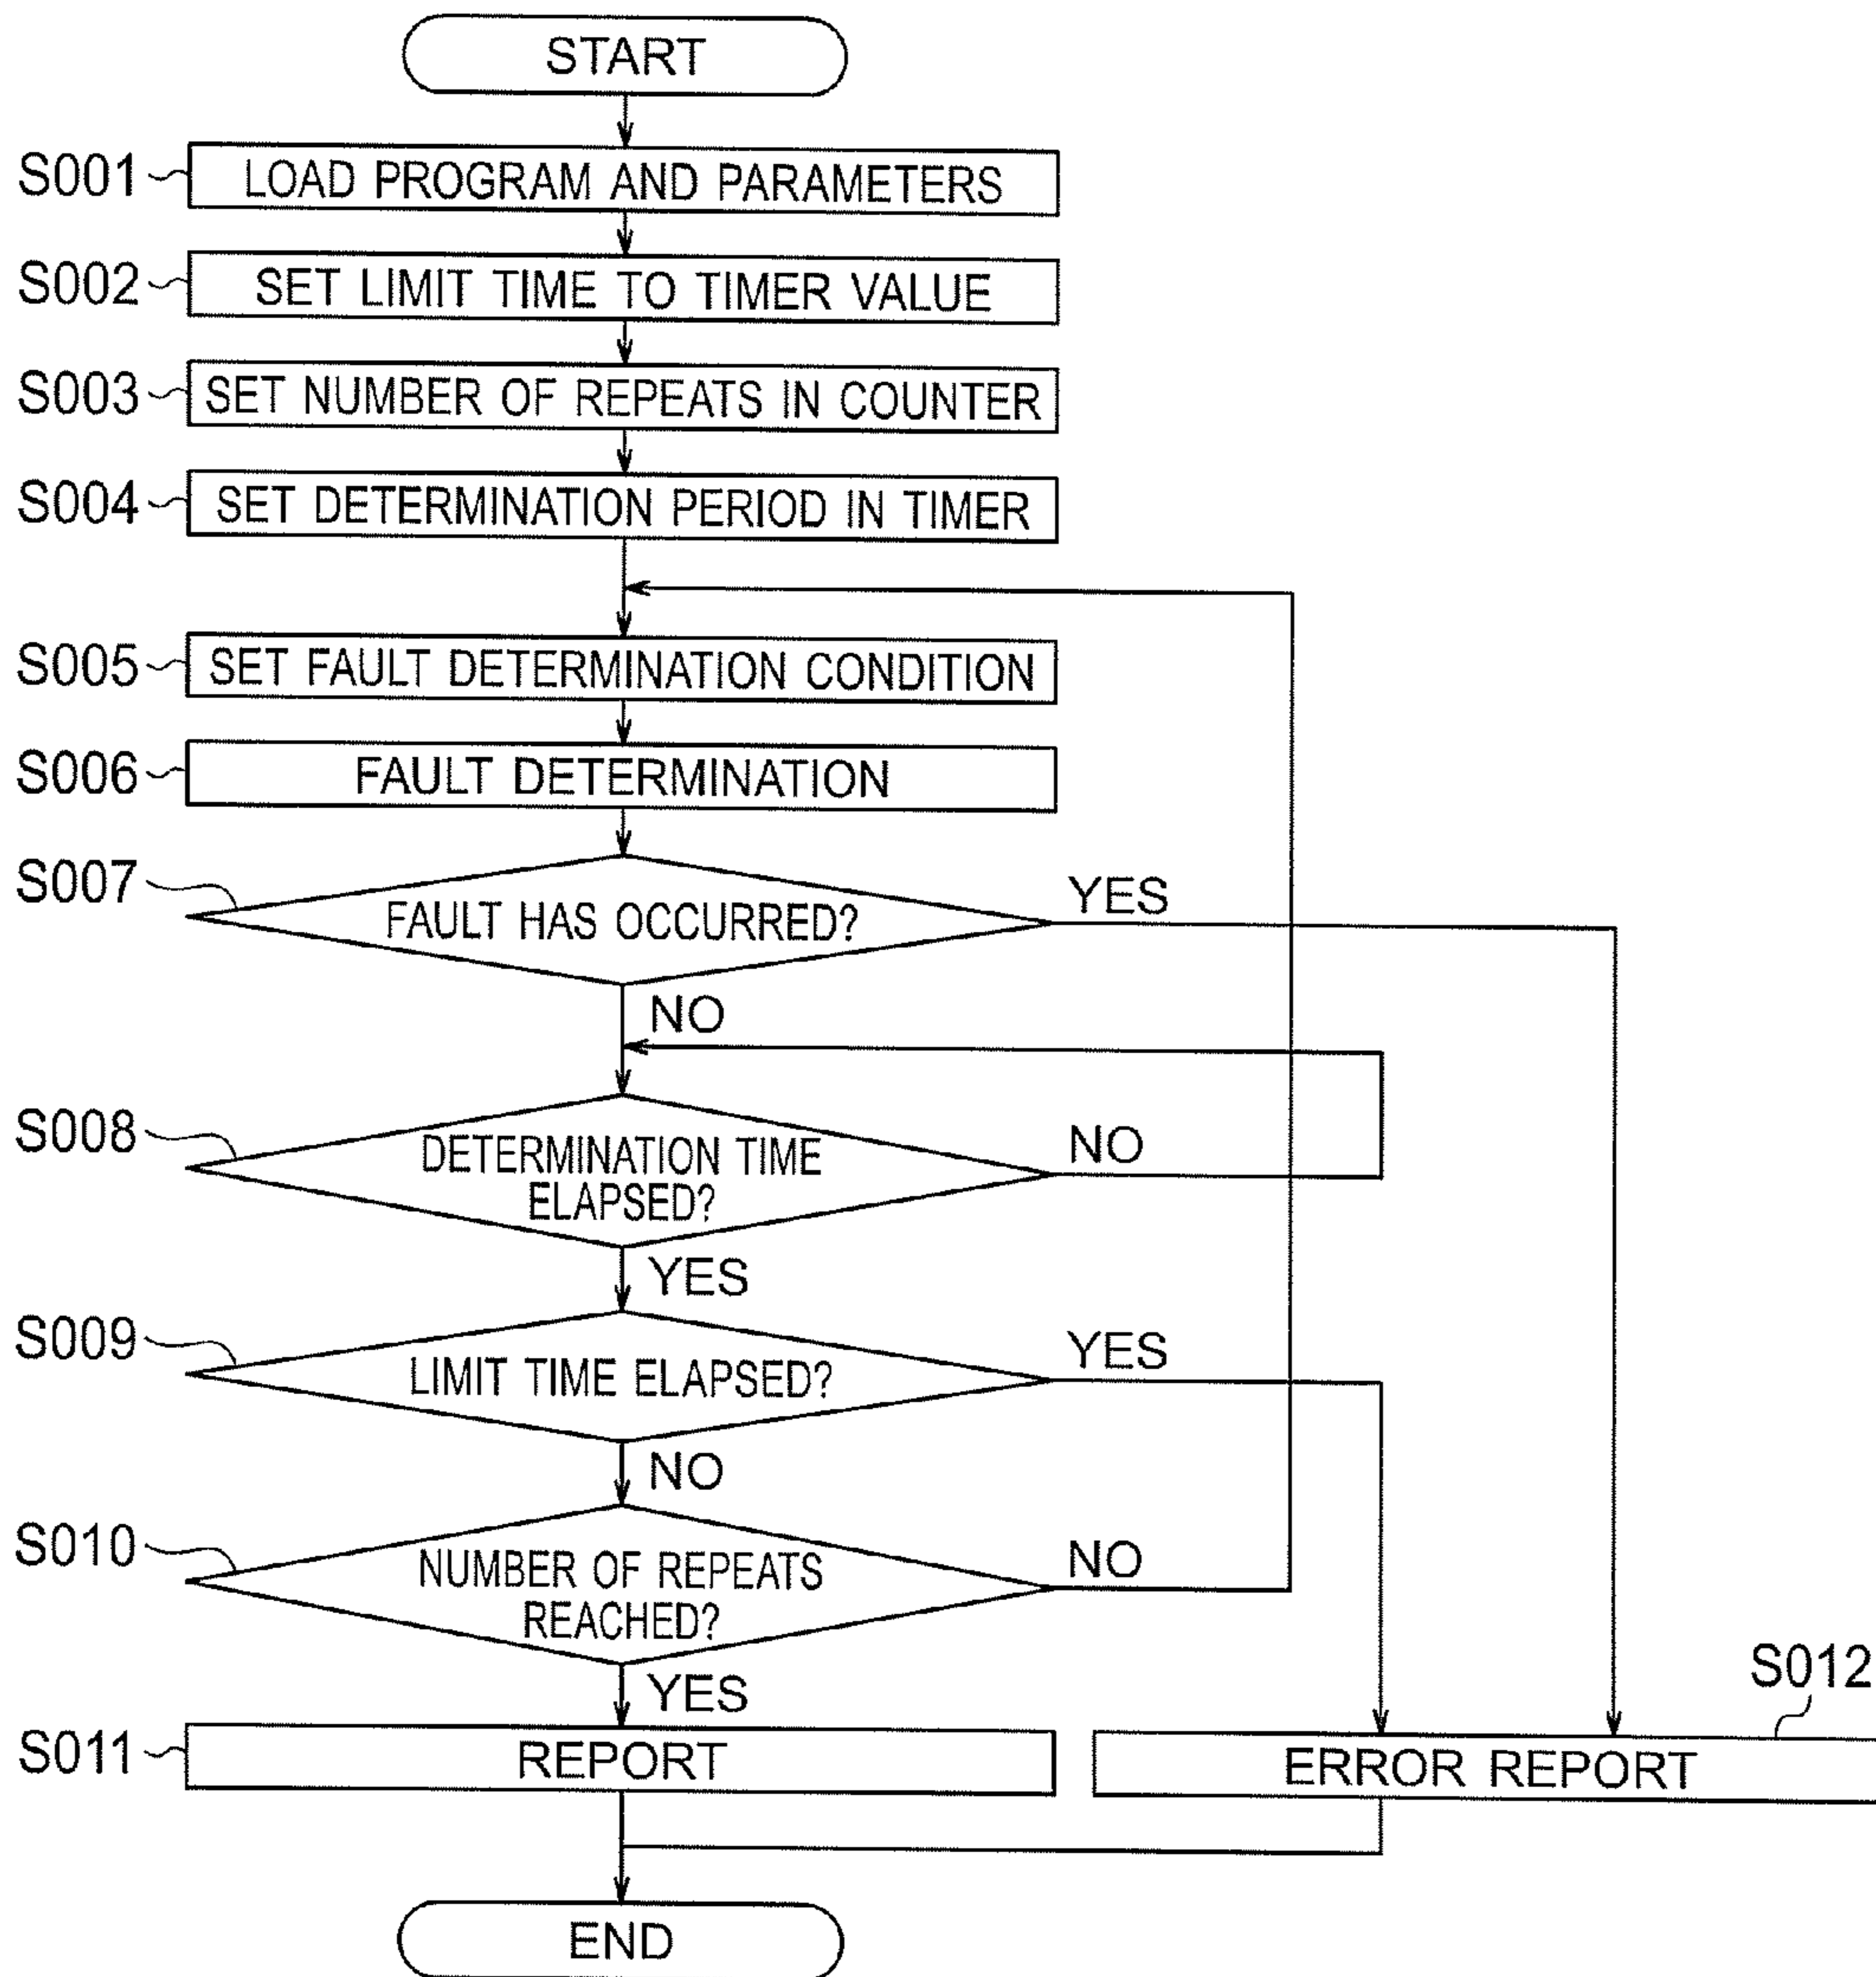 START
S001
LOAD PROGRAM AND PARAMETERS
S002
SET LIMIT TIME TO TIMER VALUE
S003
SET NUMBER OF REPEATS IN COUNTER
S004
SET DETERMINATION PERIOD IN TIMER
S005
SET FAULT DETERMINATION CONDITION
S006
FAULT DETERMINATION
S007
FAULT HAS OCCURRED?
YES
NO
S008
DETERMINATION TIME
ELAPSED?
NO
YES
S009
LIMIT TIME ELAPSED?
YES
NO
S010
NUMBER OF REPEATS
REACHED?
NO
YES
S011
REPORT
S012
ERROR REPORT
END